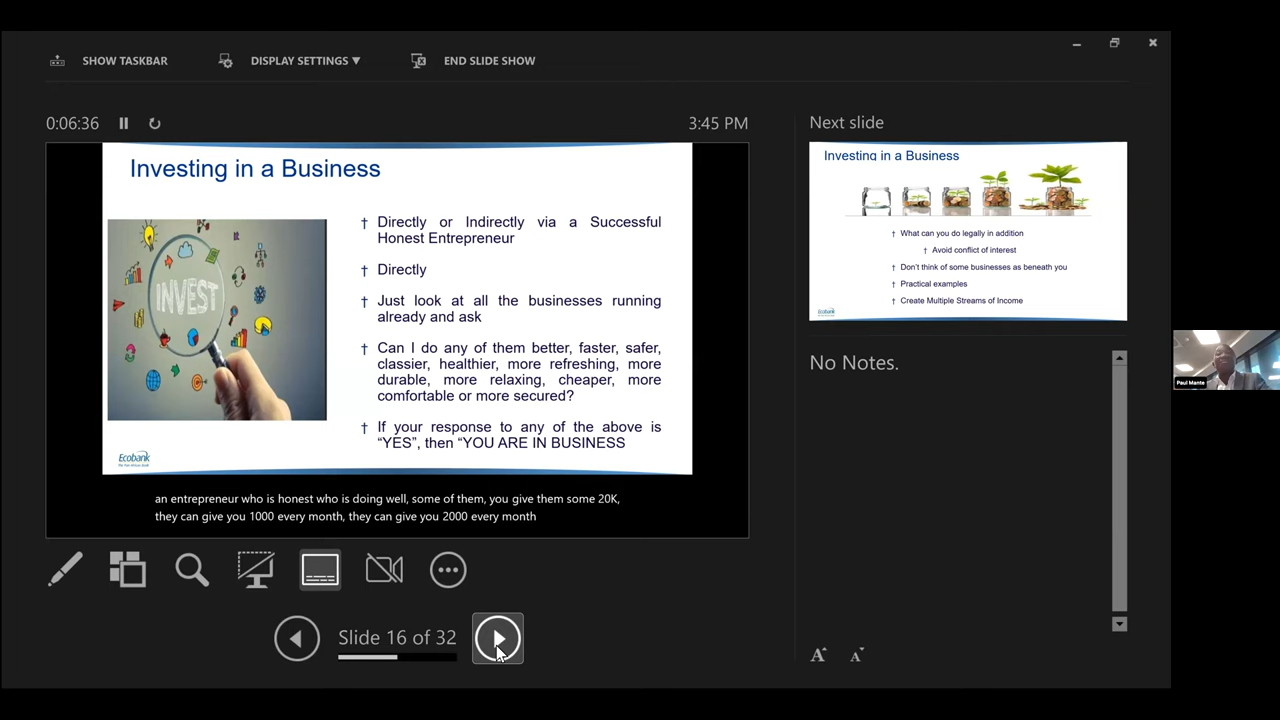 SHOW TASKBAR
DISPLAY SETTINGS ▼
END SLIDE SHOW
0:06:36
3:45 PM
Investing in a Business
INVEST
† Directly or Indirectly via a Successful
Honest Entrepreneur
† Directly
† Just look at all the businesses running
already and ask
† Can I do any of them better, faster, safer,
classier, healthier, more refreshing, more
durable, more relaxing, cheaper, more
comfortable or more secured?
† If your response to any of the above is
“YES”, then “YOU ARE IN BUSINESS
Ecobank
The Pan African Bank
an entrepreneur who is honest who is doing well, some of them, you give them some 20K,
they can give you 1000 every month, they can give you 2000 every month
Slide 16 of 32
Next slide
Investing in a Business
† What can you do legally in addition
† Avoid conflict of interest
† Don’t think of some businesses as beneath you
† Practical examples
† Create Multiple Streams of Income
Ecobank
No Notes.
A A
Paul Mante